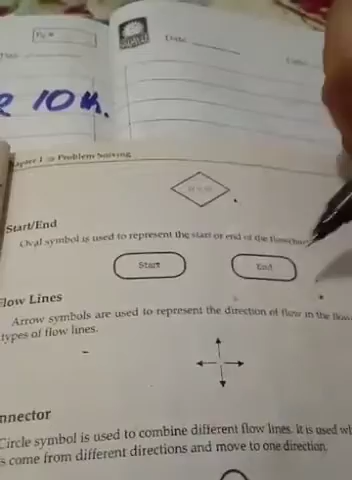 Pg #
Date
10th.
Chapter 1 :: Problem Solving
Start/End
Oval symbol is used to represent the start or end of the flowchart
Start
End
Flow Lines
Arrow symbols are used to represent the direction of flow in the flow
types of flow lines.
nnector
Circle symbol is used to combine different flow lines. It is used wh
s come from different directions and move to one direction.